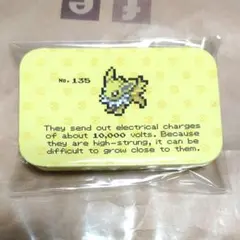 No. 135
They send out electrical charges
of about 10,000 volts. Because
they are high-strung, it can be
difficult to grow close to them.